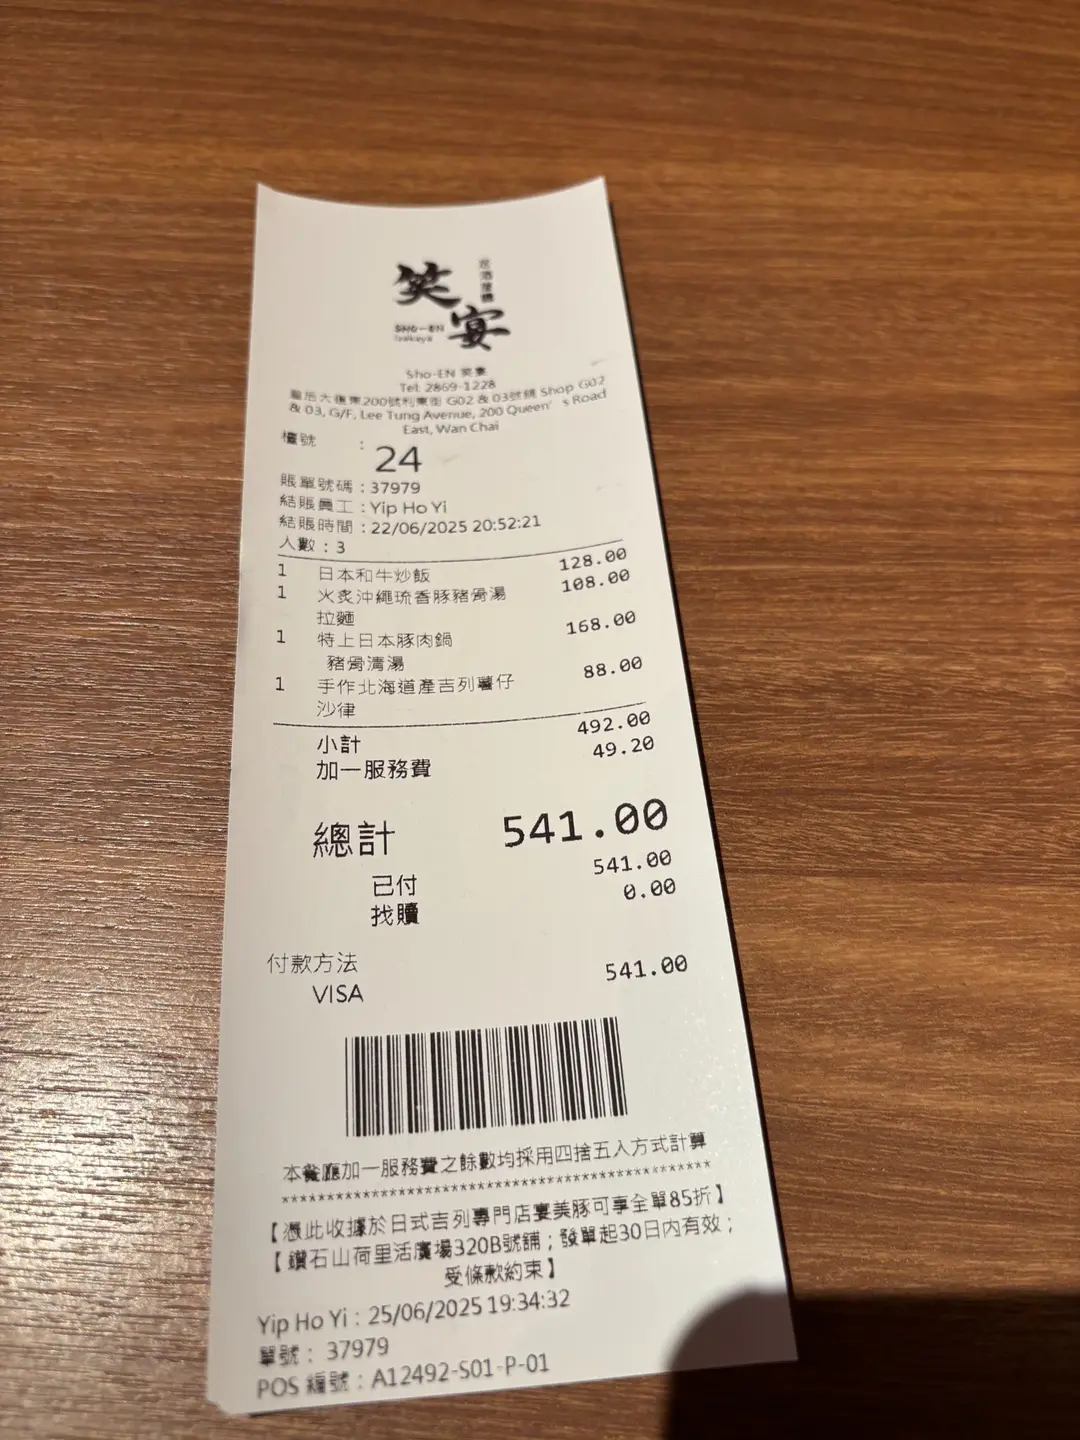 笑宴
居酒屋
SHO-EN
Izakaya
Sho-EN 笑宴
Tel: 2869-1228
皇后大道東200號利東街 G02 & 03號舖 Shop G02
& 03, G/F, Lee Tung Avenue, 200 Queen's Road
East, Wan Chai
檯號 : 24
賬單號碼 : 37979
結賬員工 : Yip Ho Yi
結賬時間 : 22/06/2025 20:52:21
人數 : 3
1 日本和牛炒飯 128.00
1 火炙沖繩琉香豚豬骨湯 108.00
拉麵
1 特上日本豚肉鍋 168.00
豬骨清湯
1 手作北海道產吉列薯仔 88.00
沙律
小計 492.00
加一服務費 49.20
總計 541.00
已付 541.00
找贖 0.00
付款方法
VISA 541.00
本餐廳加一服務費之餘數均採用四捨五入方式計算
****************************************
【憑此收據於日式吉列專門店宴美豚可享全單85折】
【鑽石山荷里活廣場320B號舖；發單起30日內有效；
受條款約束】
Yip Ho Yi : 25/06/2025 19:34:32
單號 : 37979
POS 編號 : A12492-S01-P-01